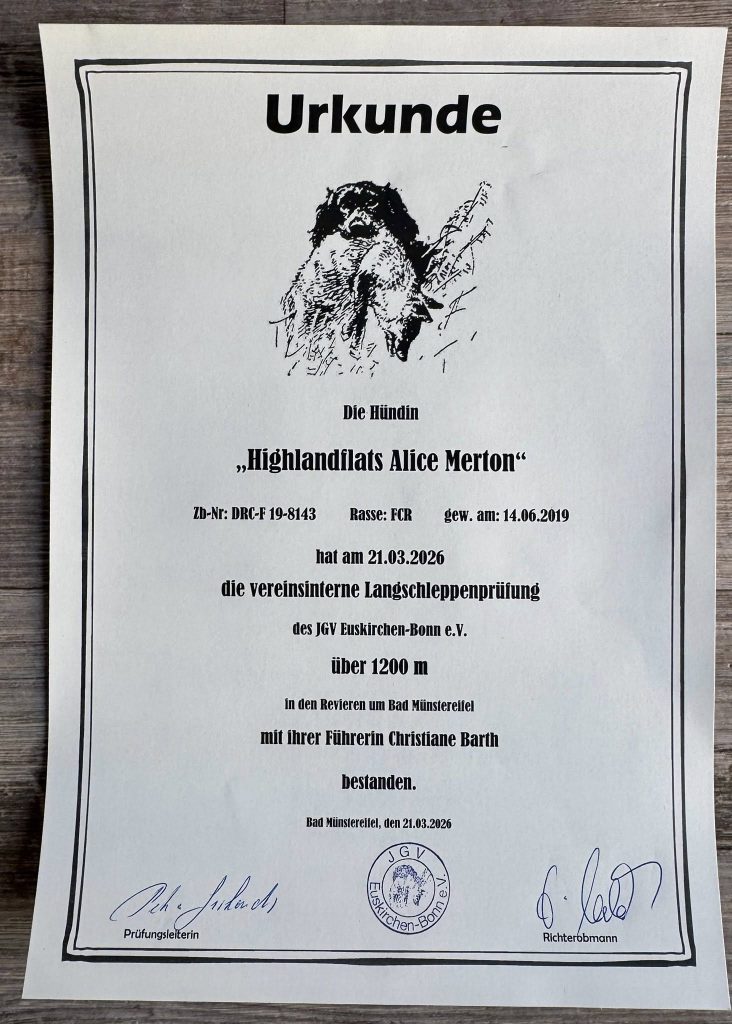 Urkunde
Die Hündin
„Highlandflats Alice Merton“
Zb-Nr: DRC-F 19-8143 Rasse: FCR gew. am: 14.06.2019
hat am 21.03.2026
die vereinsinterne Langschleppenprüfung
des JGV Euskirchen-Bonn e.V.
über 1200 m
in den Revieren um Bad Münstereifel
mit ihrer Führerin Christiane Barth
bestanden.
Bad Münstereifel, den 21.03.2026
JGV
Euskirchen-Bonn e.V.
Prüfungsleiterin
Richterobmann